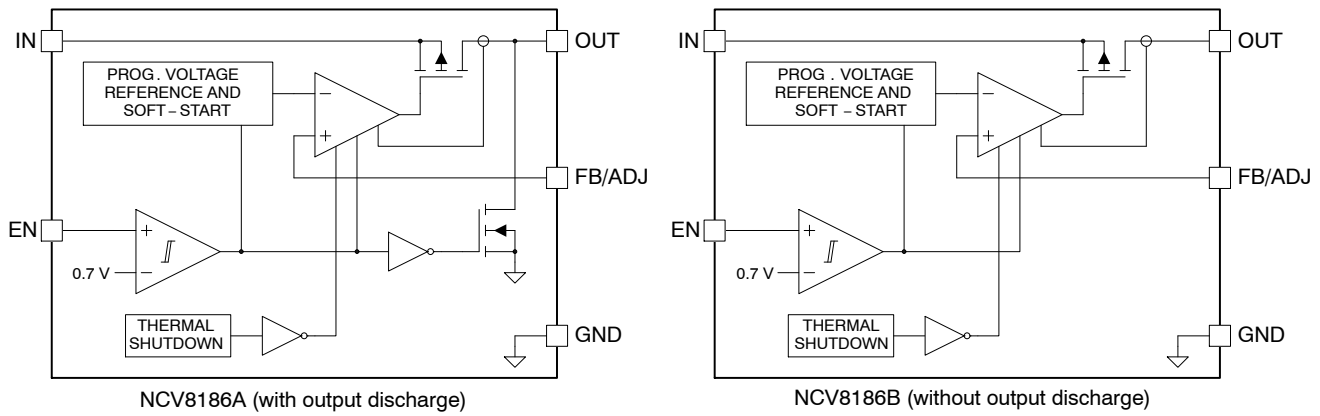 IN
OUT
PROG . VOLTAGE
REFERENCE AND
SOFT – START
−
+
FB/ADJ
EN
+
0.7 V
−
THERMAL
SHUTDOWN
GND
NCV8186A (with output discharge)
IN
OUT
PROG . VOLTAGE
REFERENCE AND
SOFT – START
−
+
FB/ADJ
EN
+
0.7 V
−
THERMAL
SHUTDOWN
GND
NCV8186B (without output discharge)